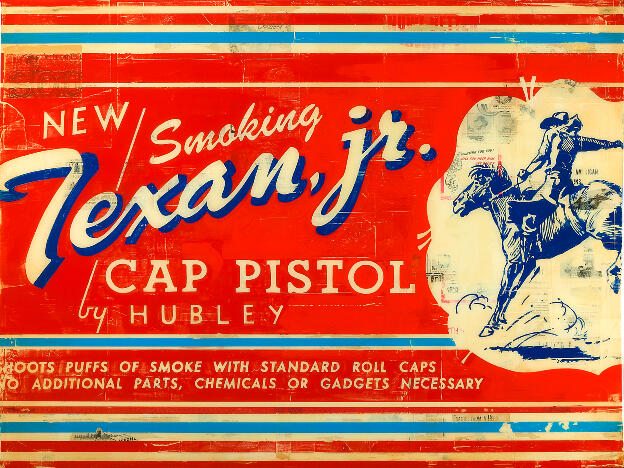 NEW
Smoking
Texan, jr.
CAP PISTOL
by HUBLEY
HOOTS PUFFS OF SMOKE WITH STANDARD ROLL CAPS
O ADDITIONAL PARTS, CHEMICALS OR GADGETS NECESSARY